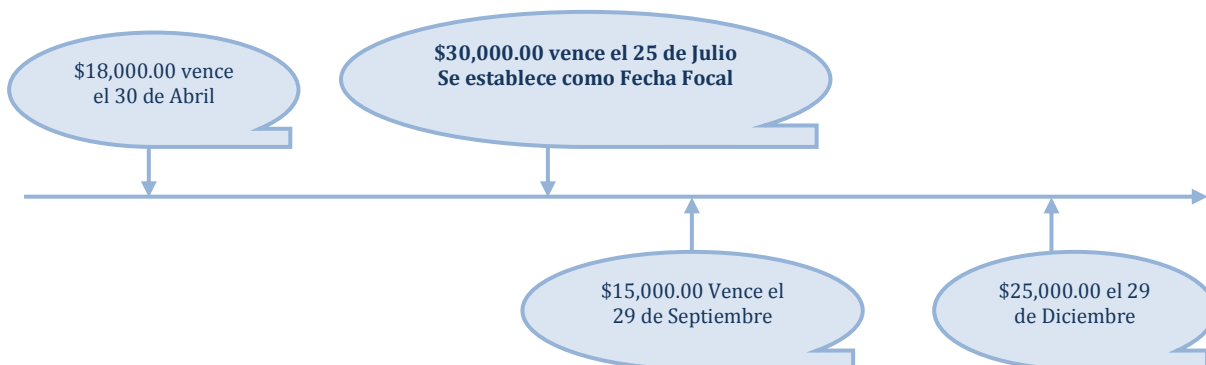 $18,000.00 vence
el 30 de Abril
$30,000.00 vence el 25 de Julio
Se establece como Fecha Focal
$15,000.00 Vence el
29 de Septiembre
$25,000.00 el 29
de Diciembre